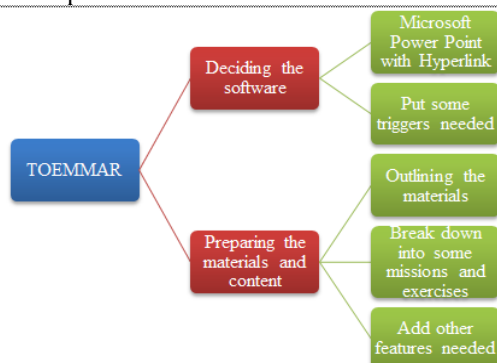 TOEMMAR
Deciding the
software
Microsoft
Power Point
with Hyperlink
Put some
triggers needed
Preparing the
materials and
content
Outlining the
materials
Break down
into some
missions and
exercises
Add other
features needed